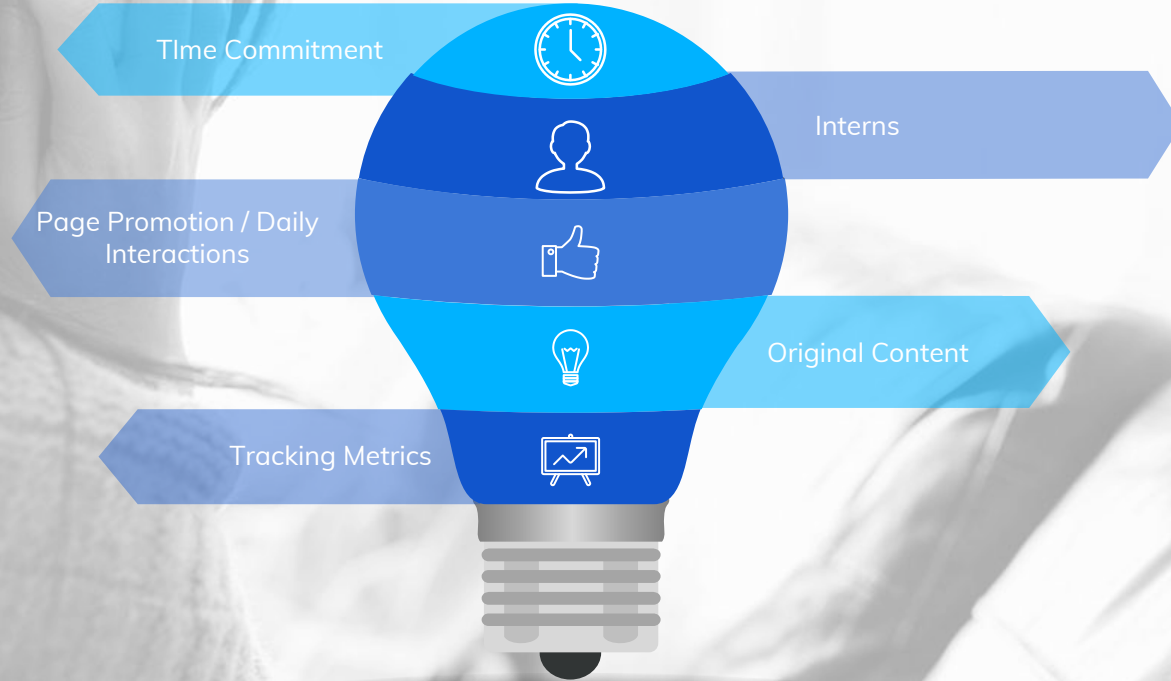 TIme Commitment
Interns
Page Promotion / Daily
Interactions
Original Content
Tracking Metrics